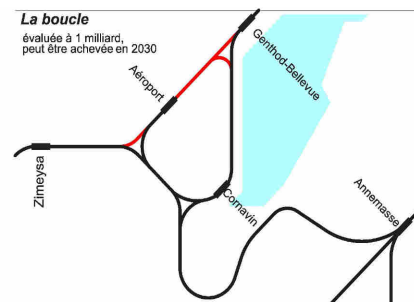 La boucle
évaluée à 1 milliard,
peut être achevée en 2030
Genthod-Bellevue
Aéroport
Zimeysa
Cornavin
Annemasse